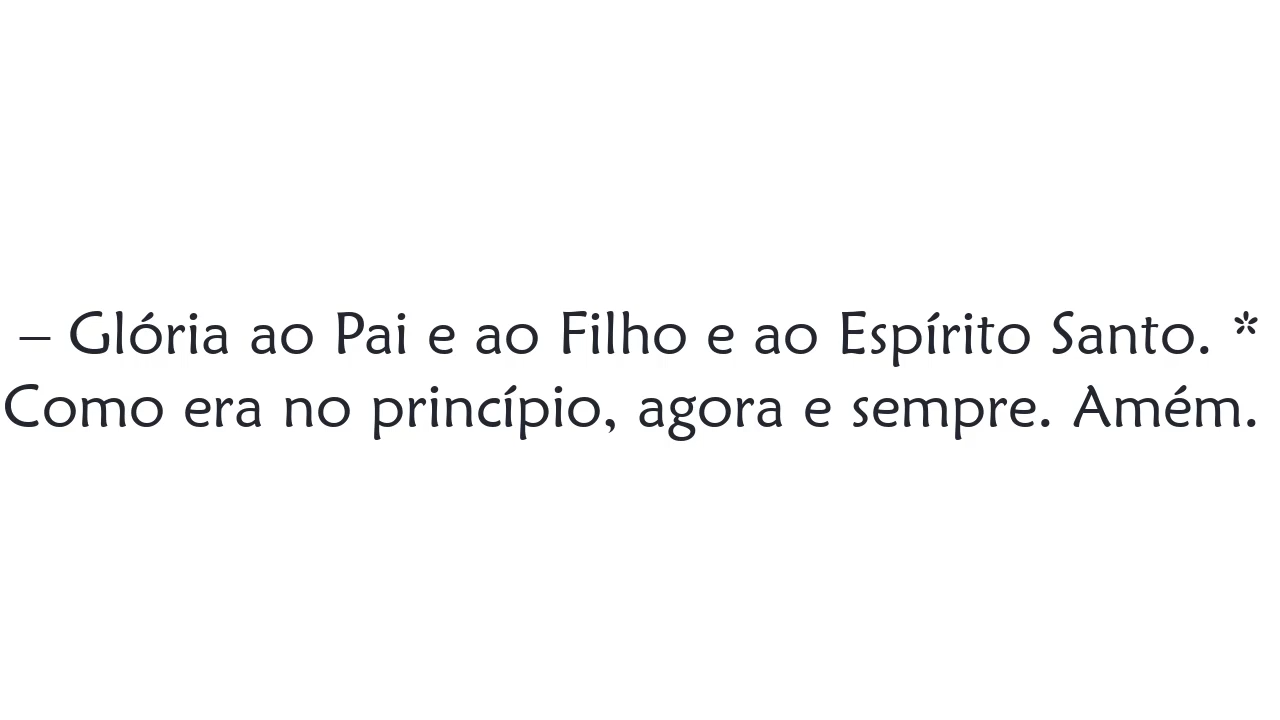 – Glória ao Pai e ao Filho e ao Espírito Santo. *
Como era no princípio, agora e sempre. Amém.